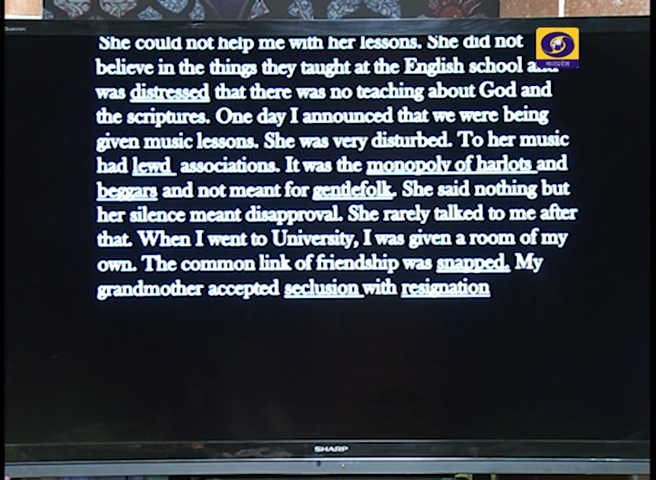 She could not help me with her lessons. She did not
believe in the things they taught at the English school and
was distressed that there was no teaching about God and
the scriptures. One day I announced that we were being
given music lessons. She was very disturbed. To her music
had lewd associations. It was the monopoly of harlots and
beggars and not meant for gentlefolk. She said nothing but
her silence meant disapproval. She rarely talked to me after
that. When I went to University, I was given a room of my
own. The common link of friendship was snapped. My
grandmother accepted seclusion with resignation
मध्यप्रदेश
SHARP